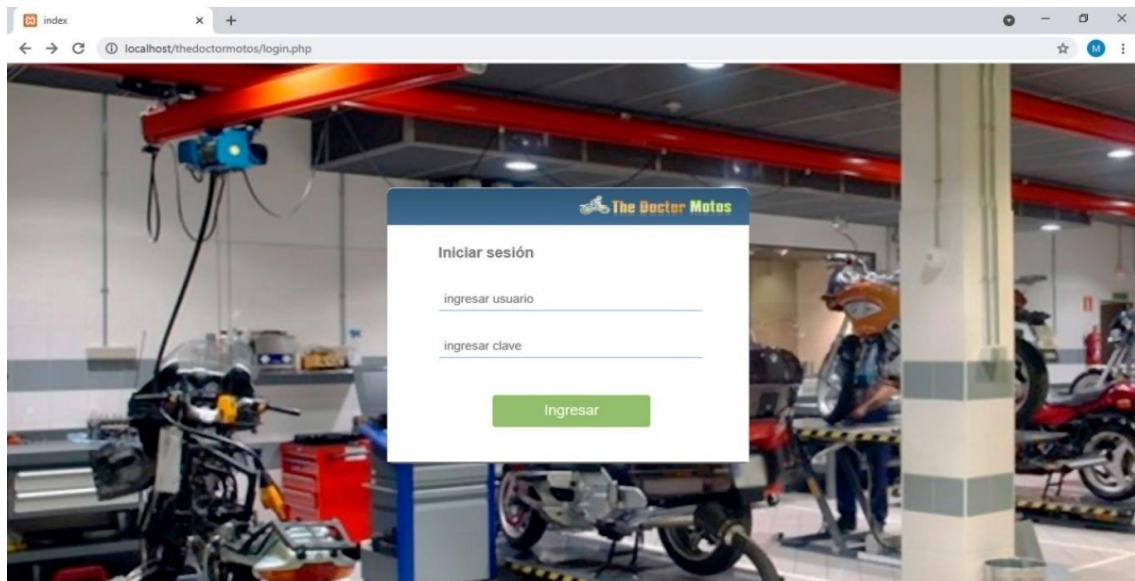 index
localhost/thedoctormotos/login.php
M
The Doctor Motos
Iniciar sesión
ingresar usuario
ingresar clave
Ingresar